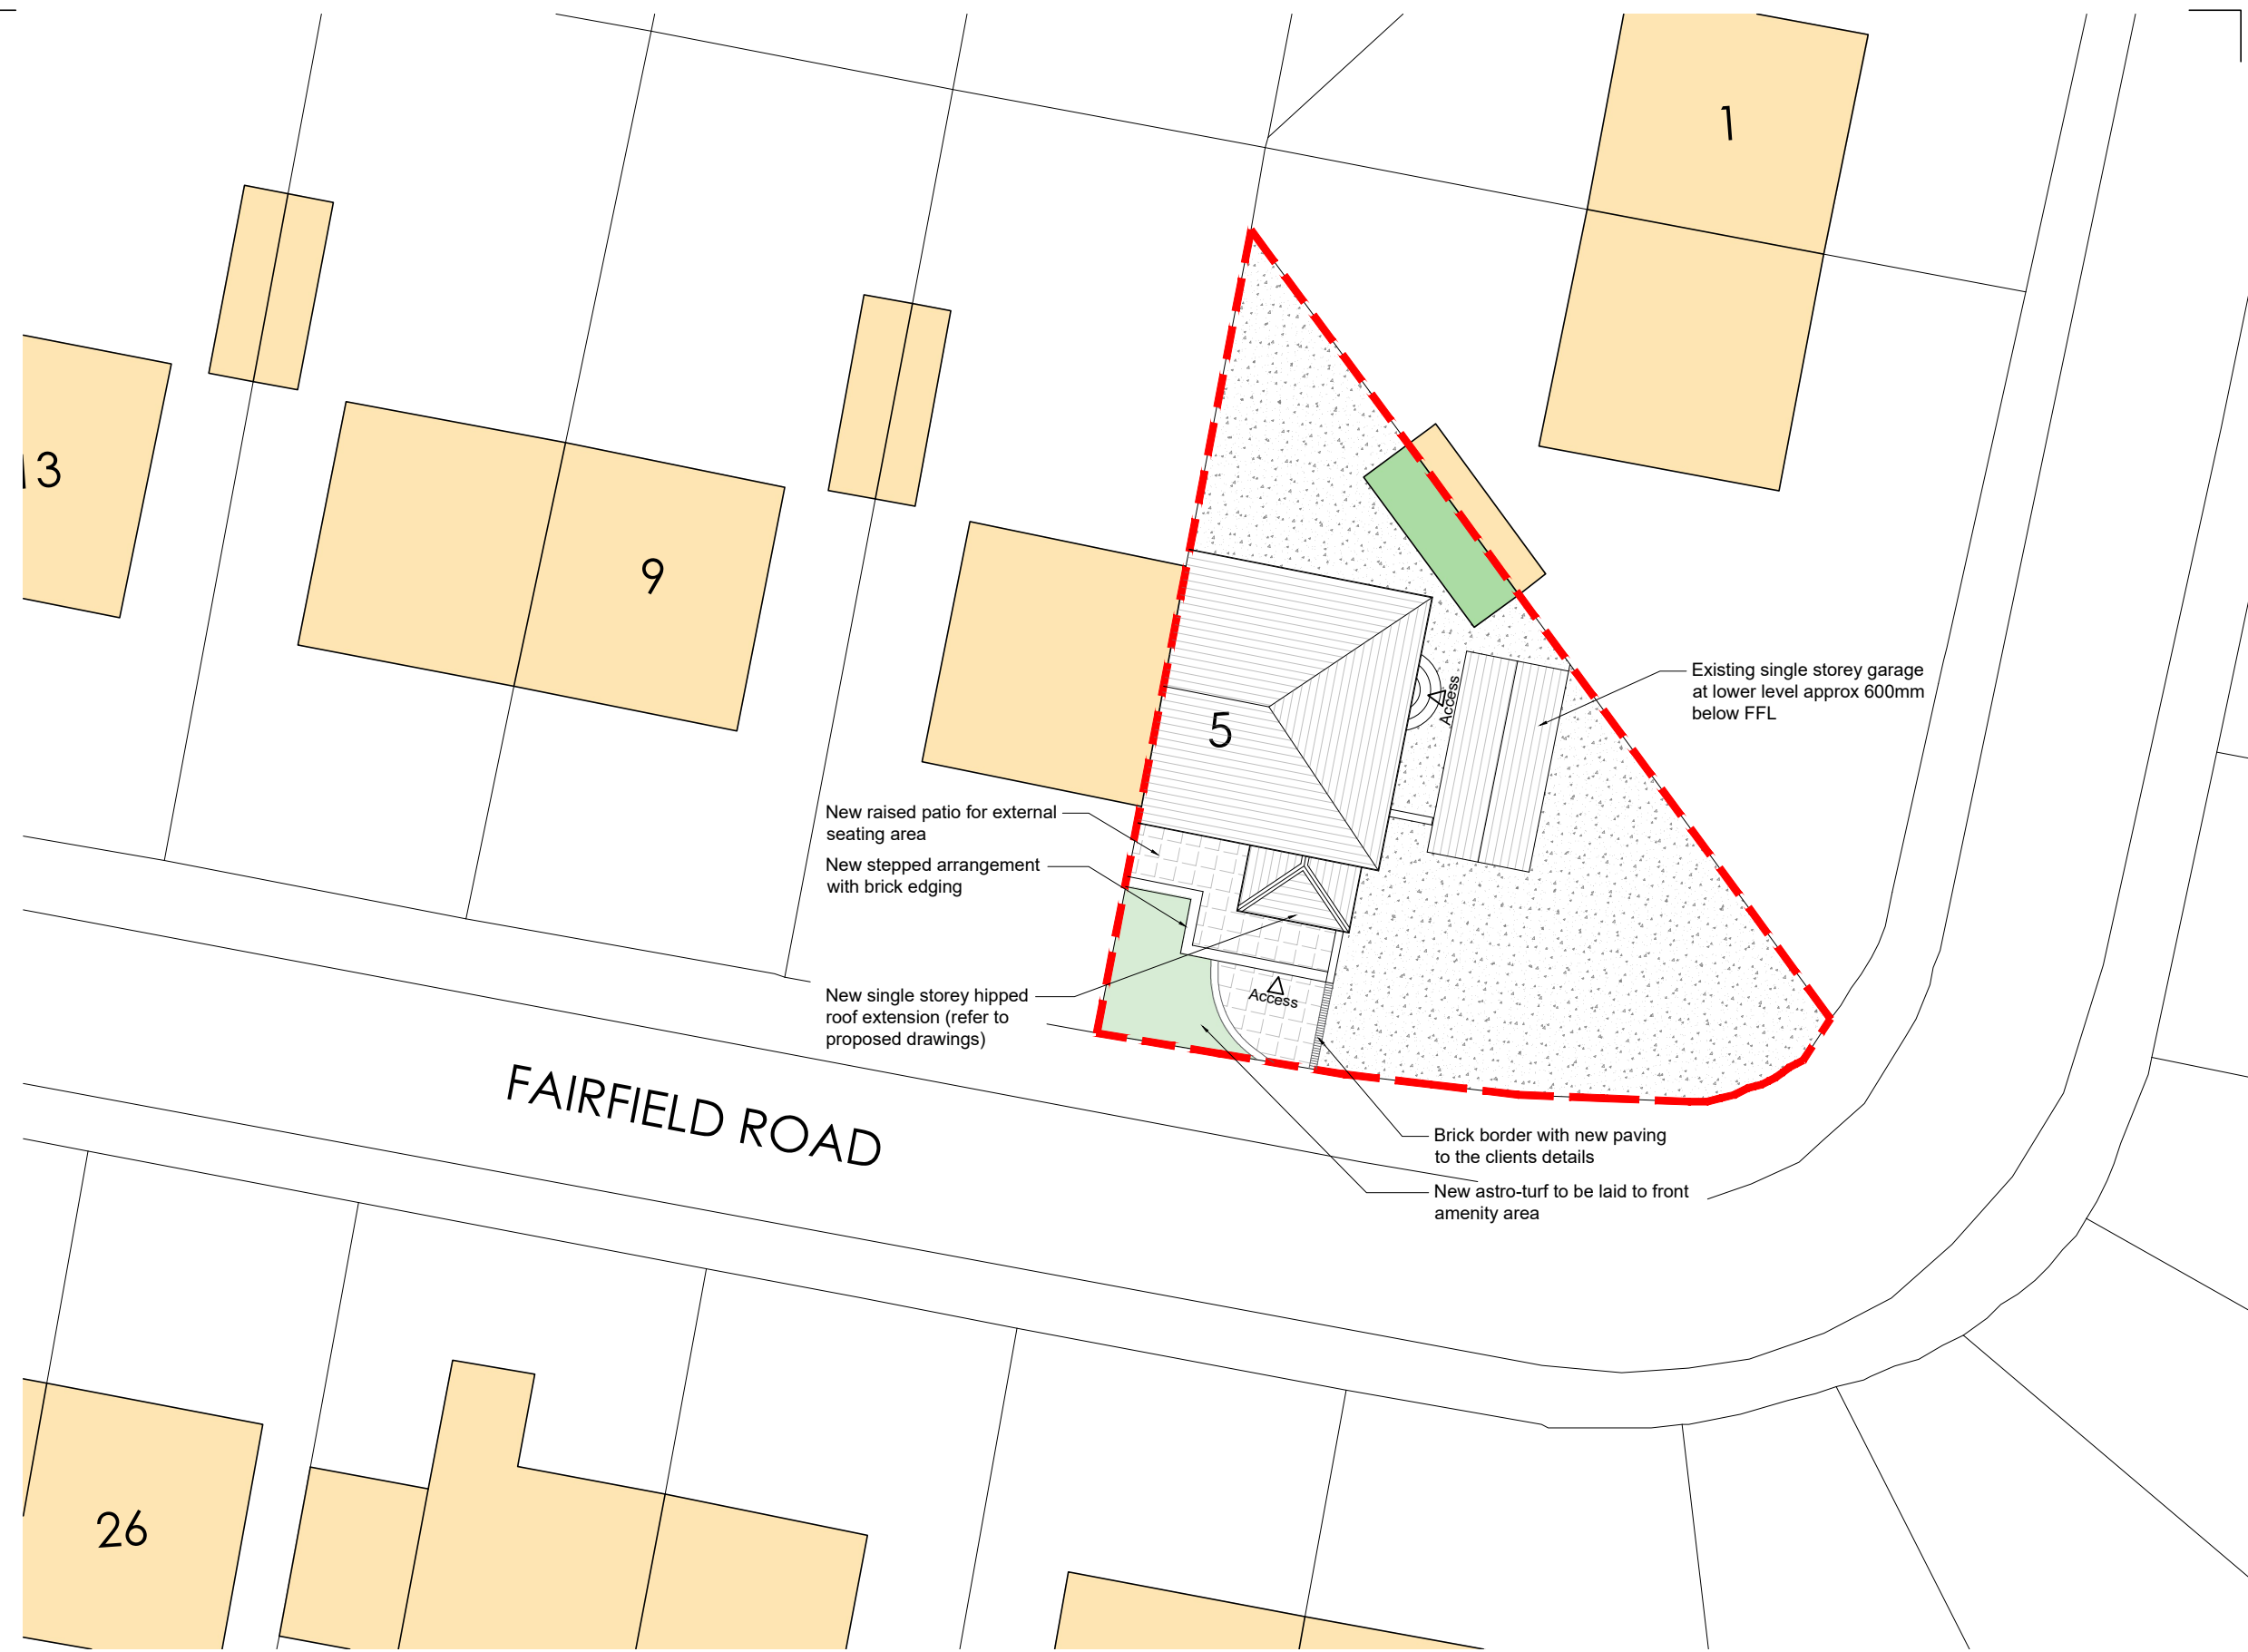 1
13
9
5
Access
Existing single storey garage
at lower level approx 600mm
below FFL
New raised patio for external
seating area
New stepped arrangement
with brick edging
New single storey hipped
roof extension (refer to
proposed drawings)
Access
FAIRFIELD ROAD
Brick border with new paving
to the clients details
New astro-turf to be laid to front
amenity area
26